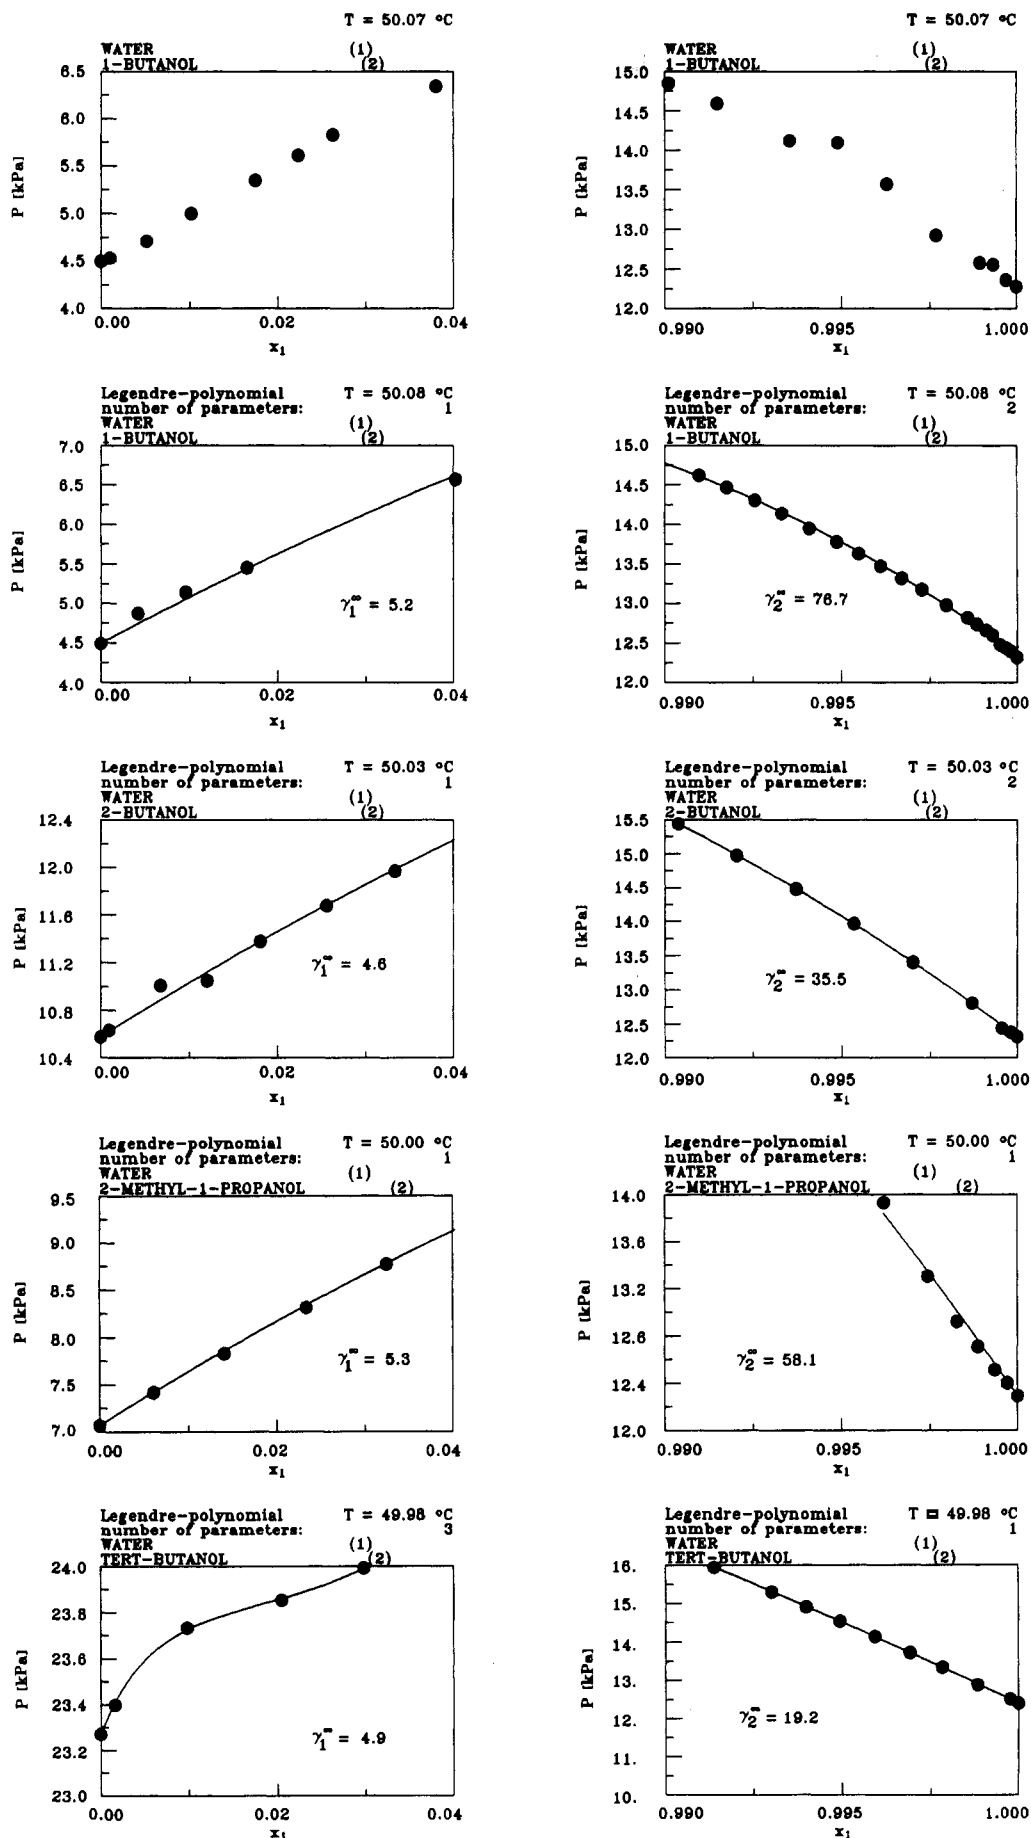 T = 50.07 °C
WATER (1)
1-BUTANOL (2)
6.5
6.0
5.5
5.0
4.5
4.0
P [kPa]
0.00 0.02 0.04
x₁
T = 50.07 °C
WATER (1)
1-BUTANOL (2)
15.0
14.5
14.0
13.5
13.0
12.5
12.0
P [kPa]
0.990 0.995 1.000
x₁
Legendre-polynomial T = 50.08 °C
number of parameters: 1
WATER (1)
1-BUTANOL (2)
7.0
6.5
6.0
5.5
5.0
4.5
4.0
P [kPa]
γ₁∞ = 5.2
0.00 0.02 0.04
x₁
Legendre-polynomial T = 50.08 °C
number of parameters: 2
WATER (1)
1-BUTANOL (2)
15.0
14.5
14.0
13.5
13.0
12.5
12.0
P [kPa]
γ₂∞ = 76.7
0.990 0.995 1.000
x₁
Legendre-polynomial T = 50.03 °C
number of parameters: 1
WATER (1)
2-BUTANOL (2)
12.4
12.0
11.6
11.2
10.8
10.4
P [kPa]
γ₁∞ = 4.6
0.00 0.02 0.04
x₁
Legendre-polynomial T = 50.03 °C
number of parameters: 2
WATER (1)
2-BUTANOL (2)
15.5
15.0
14.5
14.0
13.5
13.0
12.5
12.0
P [kPa]
γ₂∞ = 35.5
0.990 0.995 1.000
x₁
Legendre-polynomial T = 50.00 °C
number of parameters: 1
WATER (1)
2-METHYL-1-PROPANOL (2)
9.5
9.0
8.5
8.0
7.5
7.0
P [kPa]
γ₁∞ = 5.3
0.00 0.02 0.04
x₁
Legendre-polynomial T = 50.00 °C
number of parameters: 1
WATER (1)
2-METHYL-1-PROPANOL (2)
14.0
13.6
13.2
12.8
12.4
12.0
P [kPa]
γ₂∞ = 58.1
0.990 0.995 1.000
x₁
Legendre-polynomial T = 49.98 °C
number of parameters: 3
WATER (1)
TERT-BUTANOL (2)
24.0
23.8
23.6
23.4
23.2
23.0
P [kPa]
γ₁∞ = 4.9
0.00 0.02 0.04
x₁
Legendre-polynomial T = 49.98 °C
number of parameters: 1
WATER (1)
TERT-BUTANOL (2)
16.
15.
14.
13.
12.
11.
10.
P [kPa]
γ₂∞ = 19.2
0.990 0.995 1.000
x₁